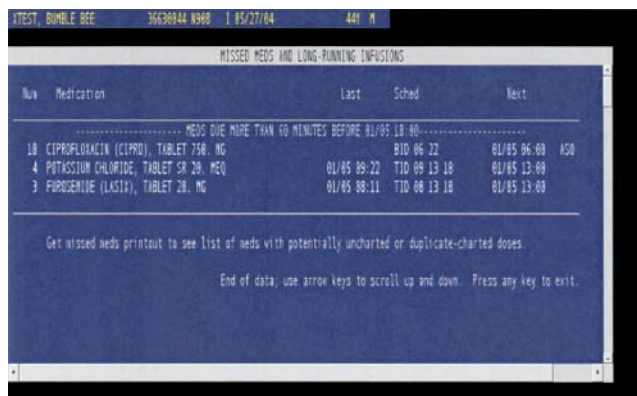 XTEST, BUMBLE BEE 36630844 N908 I 05/27/04 44Y M
MISSED MEDS AND LONG-RUNNING INFUSIONS
Num Medication Last Sched Next
---------------------- MEDS DUE MORE THAN 60 MINUTES BEFORE 01/05 18:00-----------------------
18 CIPROFLOXACIN (CIPRO), TABLET 750. MG BID 06 22 01/05 06:00
4 POTASSIUM CHLORIDE, TABLET SR 20. MEQ 01/05 09:22 TID 09 13 18 01/05 13:00
3 FUROSEMIDE (LASIX), TABLET 20. MG 01/05 08:11 TID 08 13 18 01/05 13:00
Get missed meds printout to see list of meds with potentially uncharted or duplicate-charted doses.
End of data; use arrow keys to scroll up and down. Press any key to exit.